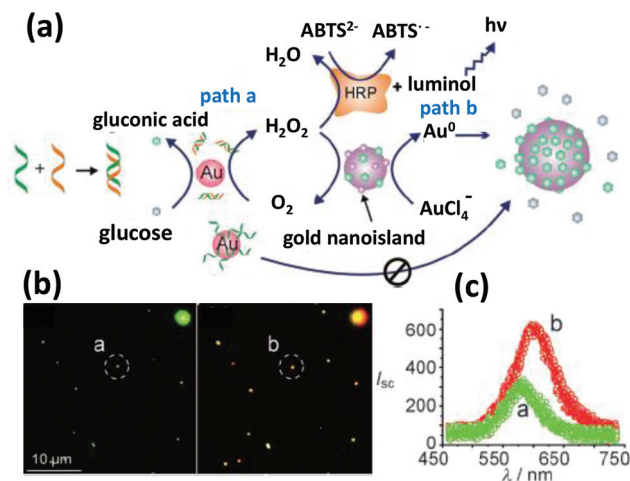 (a)
ABTS2- ABTS·-
hν
H2O
HRP
+ luminol
path a
path b
gluconic acid
H2O2
Au0
+
Au
O2
AuCl4-
glucose
Au
gold nanoisland
(b)
a
b
10 µm
(c)
600
400
200
0
Isc
b
a
450 550 650 750
λ / nm